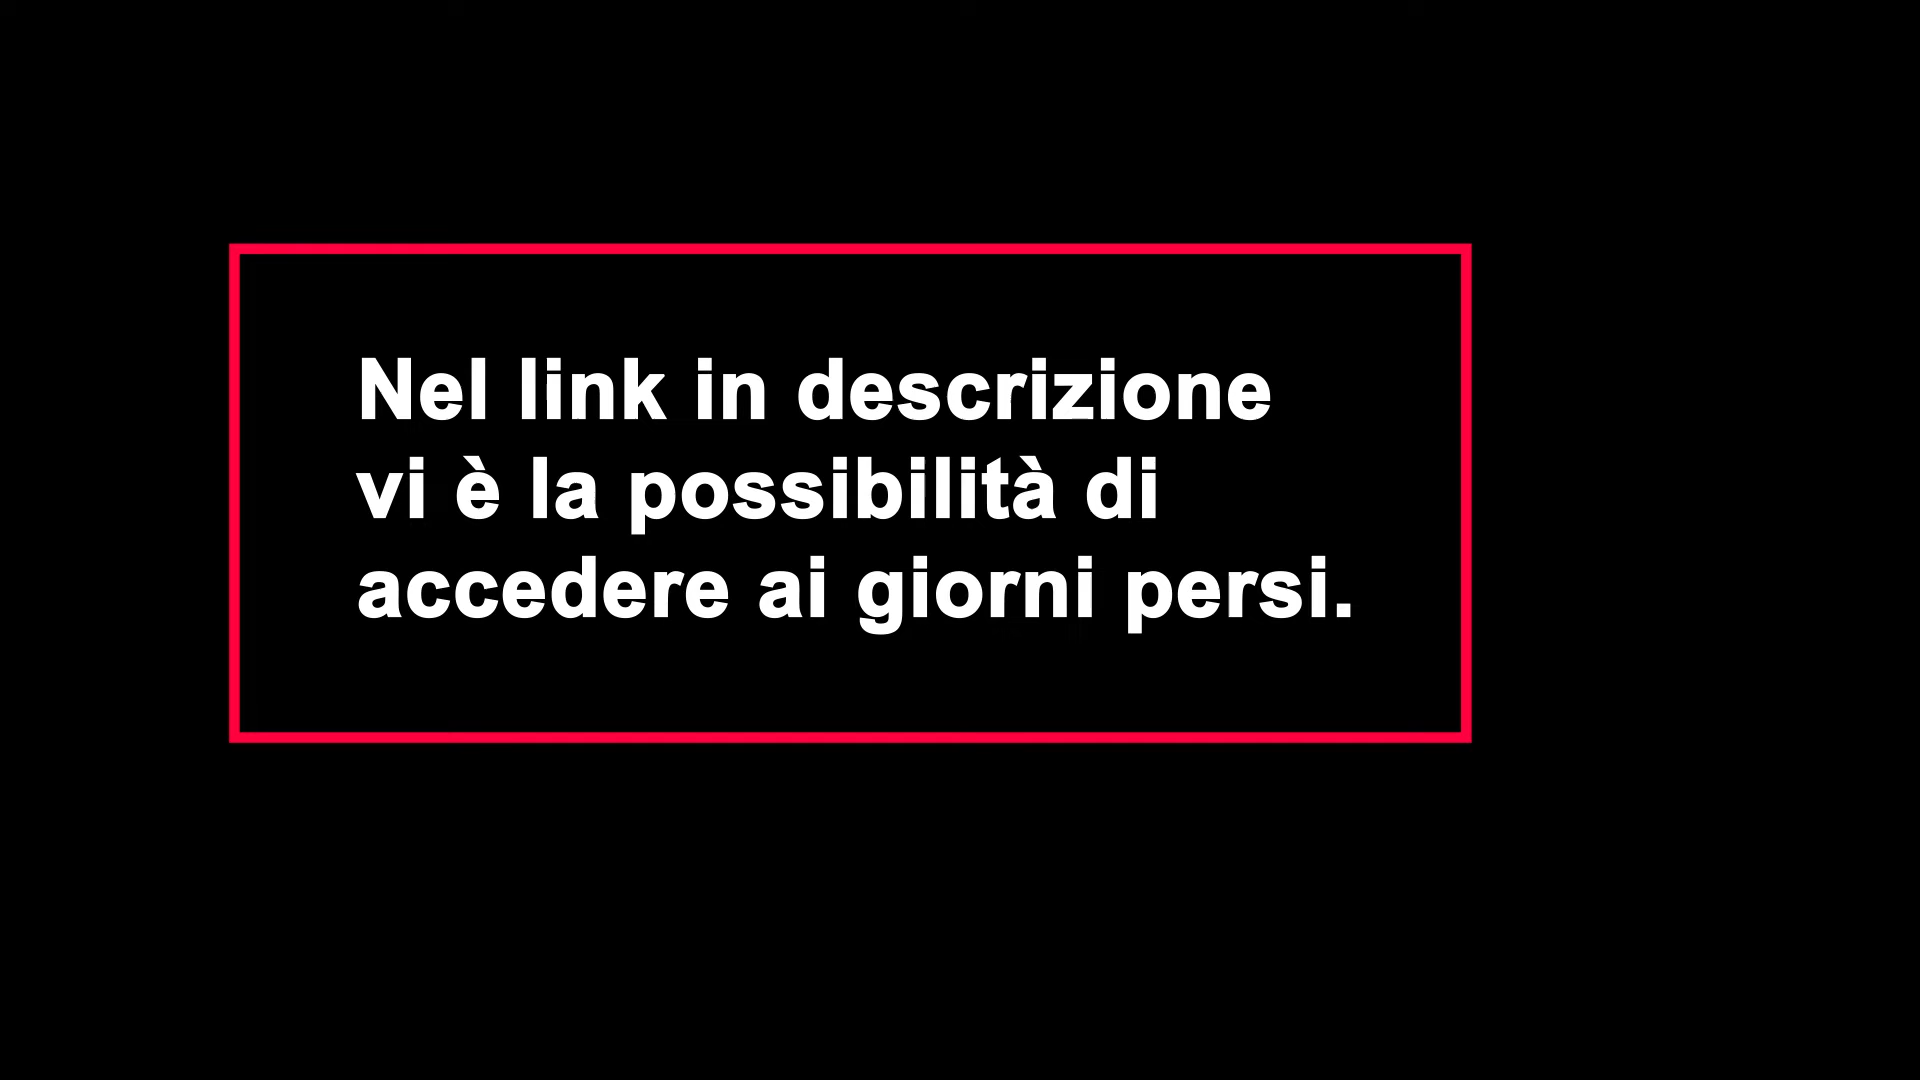 Nel link in descrizione
vi è la possibilità di
accedere ai giorni persi.